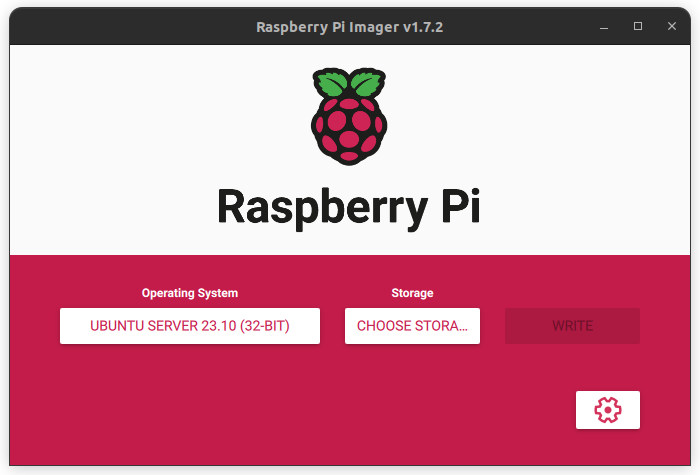 Raspberry Pi Imager v1.7.2
Raspberry Pi
Operating System
Storage
UBUNTU SERVER 23.10 (32-BIT)
CHOOSE STORA...
WRITE